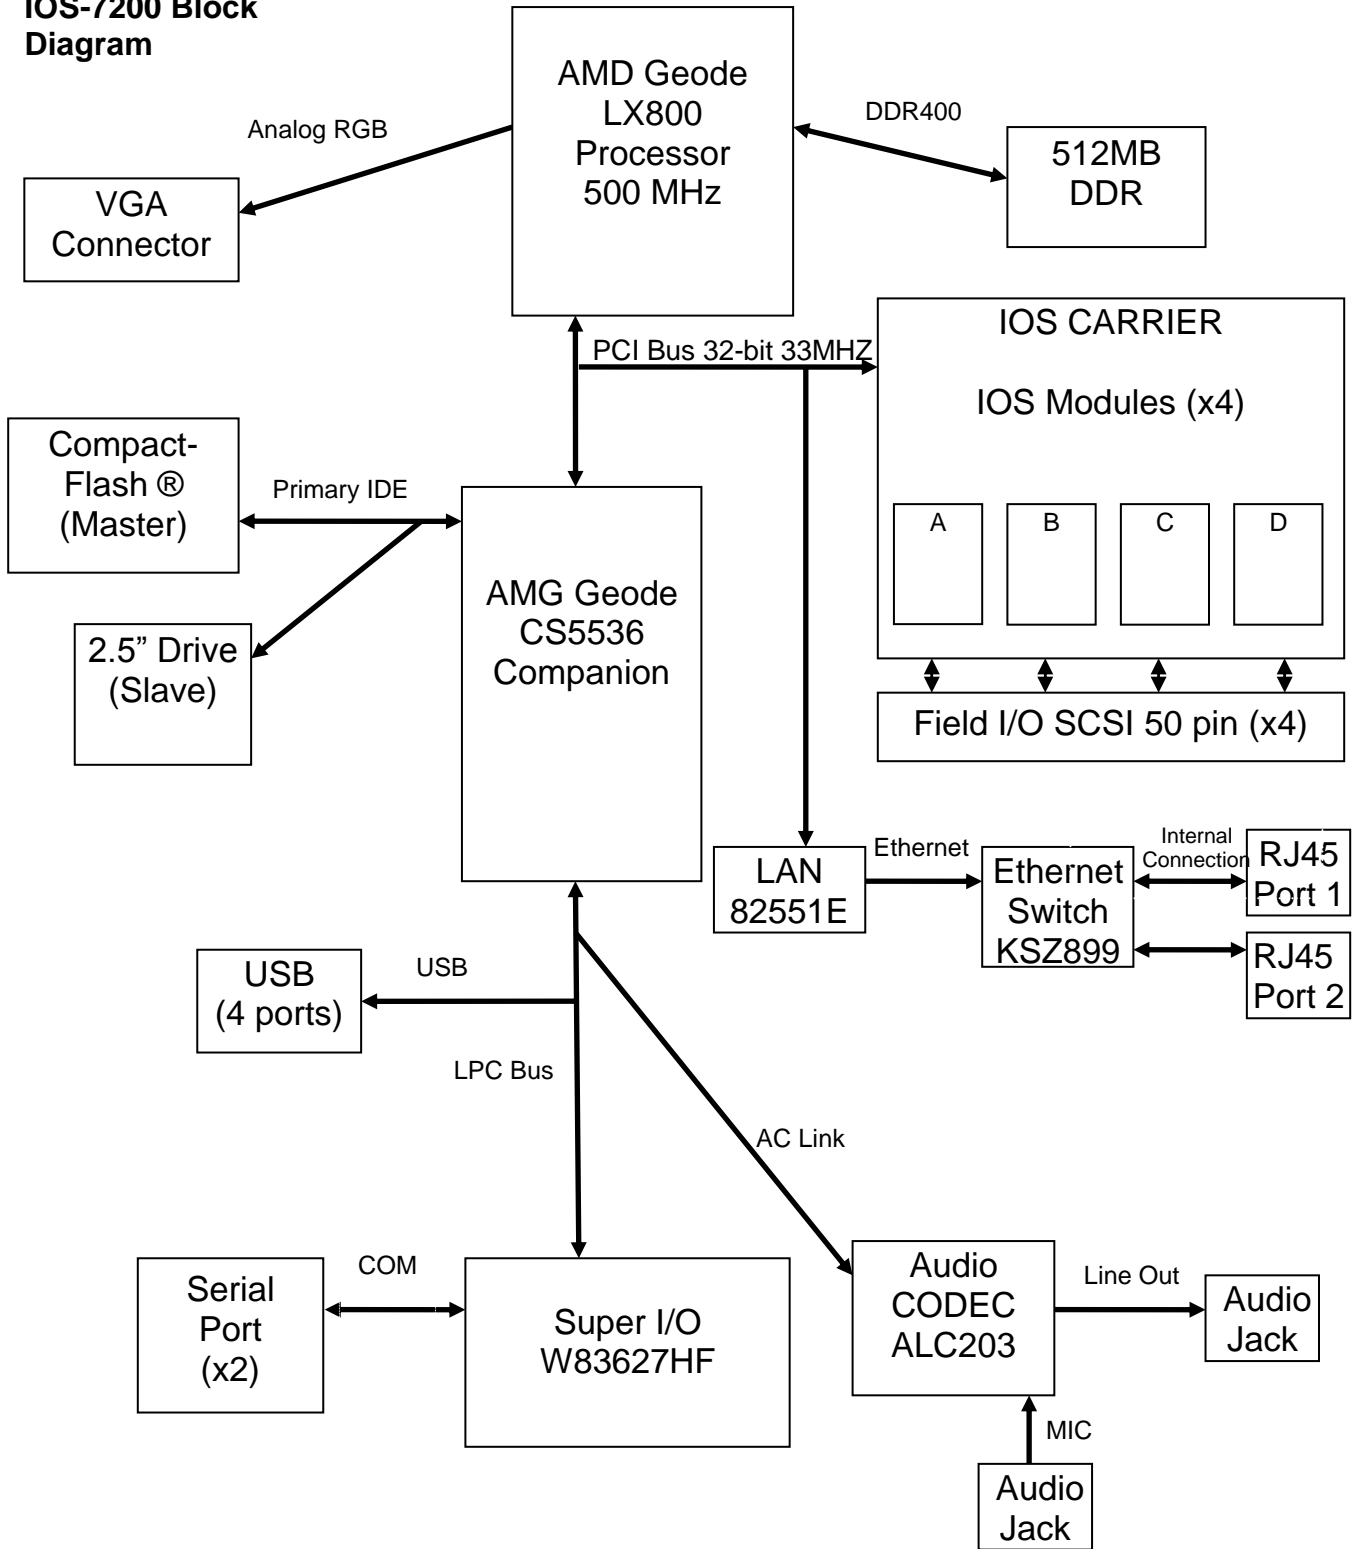 IOS-7200 Block
Diagram
AMD Geode
LX800
Processor
500 MHz
Analog RGB
DDR400
VGA
Connector
512MB
DDR
PCI Bus 32-bit 33MHZ
IOS CARRIER
IOS Modules (x4)
A
B
C
D
Field I/O SCSI 50 pin (x4)
Compact-
Flash ®
(Master)
Primary IDE
2.5” Drive
(Slave)
AMG Geode
CS5536
Companion
LAN
82551E
Ethernet
Ethernet
Switch
KSZ899
Internal
Connection
RJ45
Port 1
RJ45
Port 2
USB
(4 ports)
USB
LPC Bus
AC Link
Serial
Port
(x2)
COM
Super I/O
W83627HF
Audio
CODEC
ALC203
Line Out
Audio
Jack
MIC
Audio
Jack